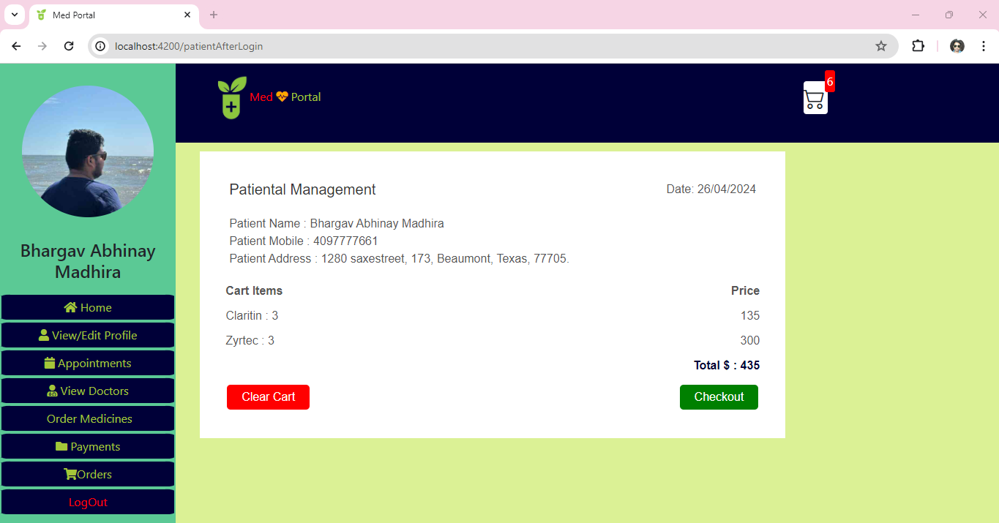 Med Portal
localhost:4200/patientAfterLogin
Bhargav Abhinay
Madhira
Home
View/Edit Profile
Appointments
View Doctors
Order Medicines
Payments
Orders
LogOut
Med Portal
6
Patiental Management
Date: 26/04/2024
Patient Name : Bhargav Abhinay Madhira
Patient Mobile : 4097777661
Patient Address : 1280 saxestreet, 173, Beaumont, Texas, 77705.
Cart Items Price
Claritin : 3 135
Zyrtec : 3 300
Total $ : 435
Clear Cart Checkout